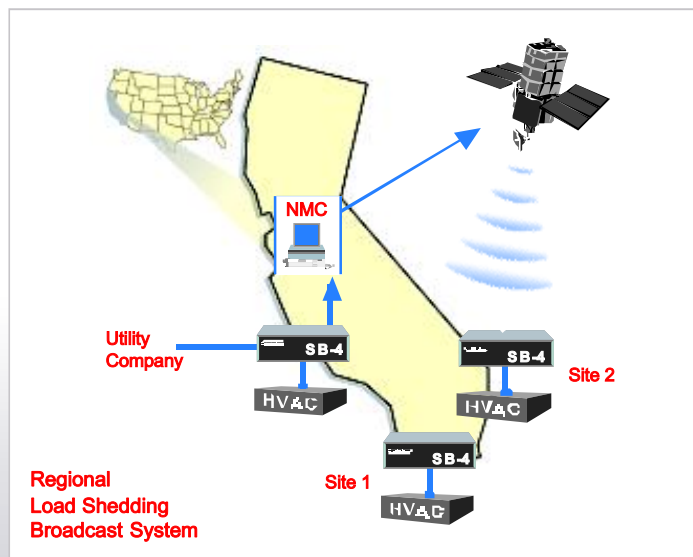 NMC
Utility
Company
SB-4
HVAC
SB-4
Site 2
HVAC
SB-4
Site 1
HVAC
Regional
Load Shedding
Broadcast System